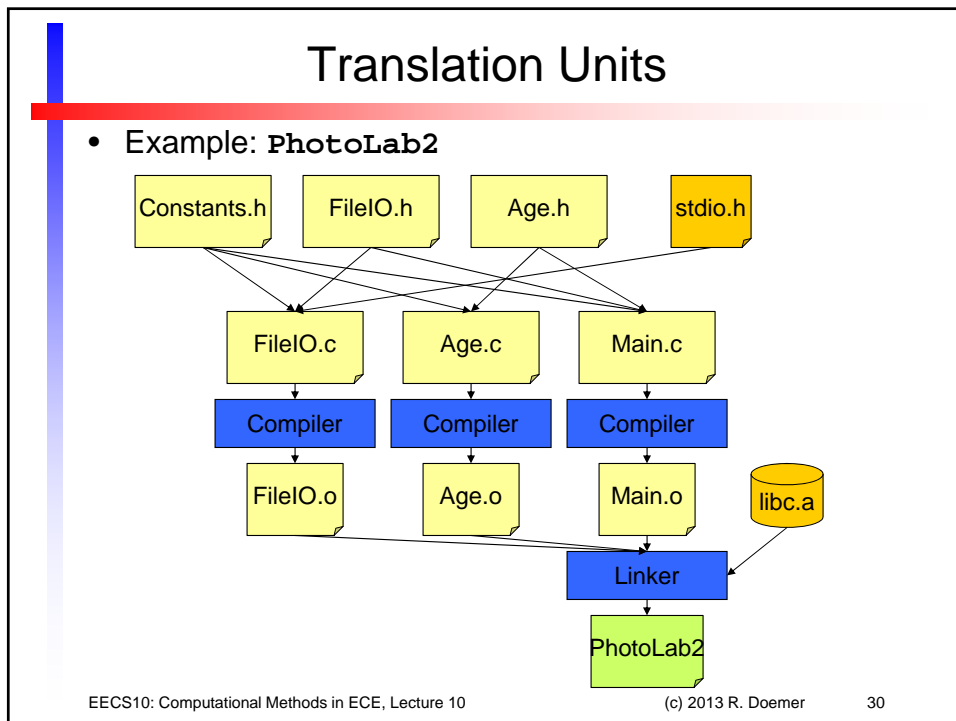 Translation Units
• Example: PhotoLab2
Constants.h FileIO.h Age.h stdio.h
FileIO.c Age.c Main.c
Compiler Compiler Compiler
FileIO.o Age.o Main.o libc.a
Linker
PhotoLab2
EECS10: Computational Methods in ECE, Lecture 10 (c) 2013 R. Doemer 30